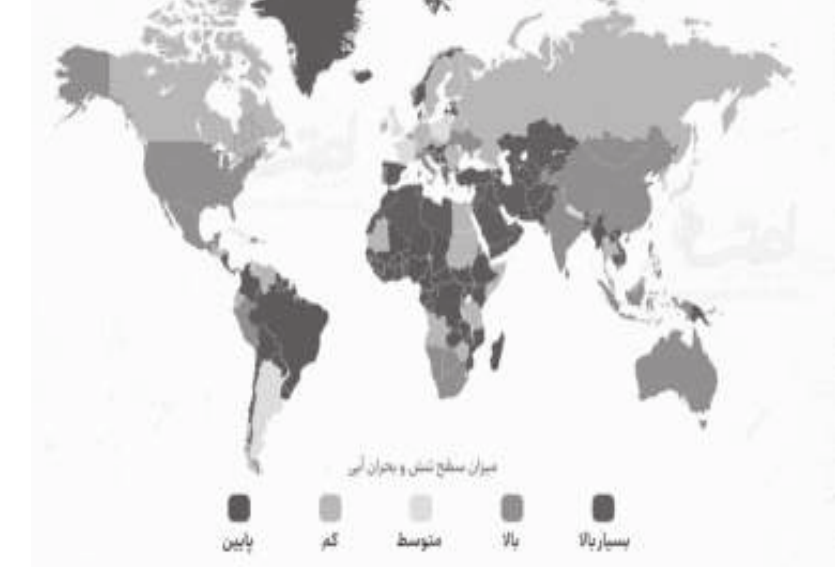 میزان سطح تنش و بحران آبی
بسیار بالا
بالا
متوسط
کم
پایین